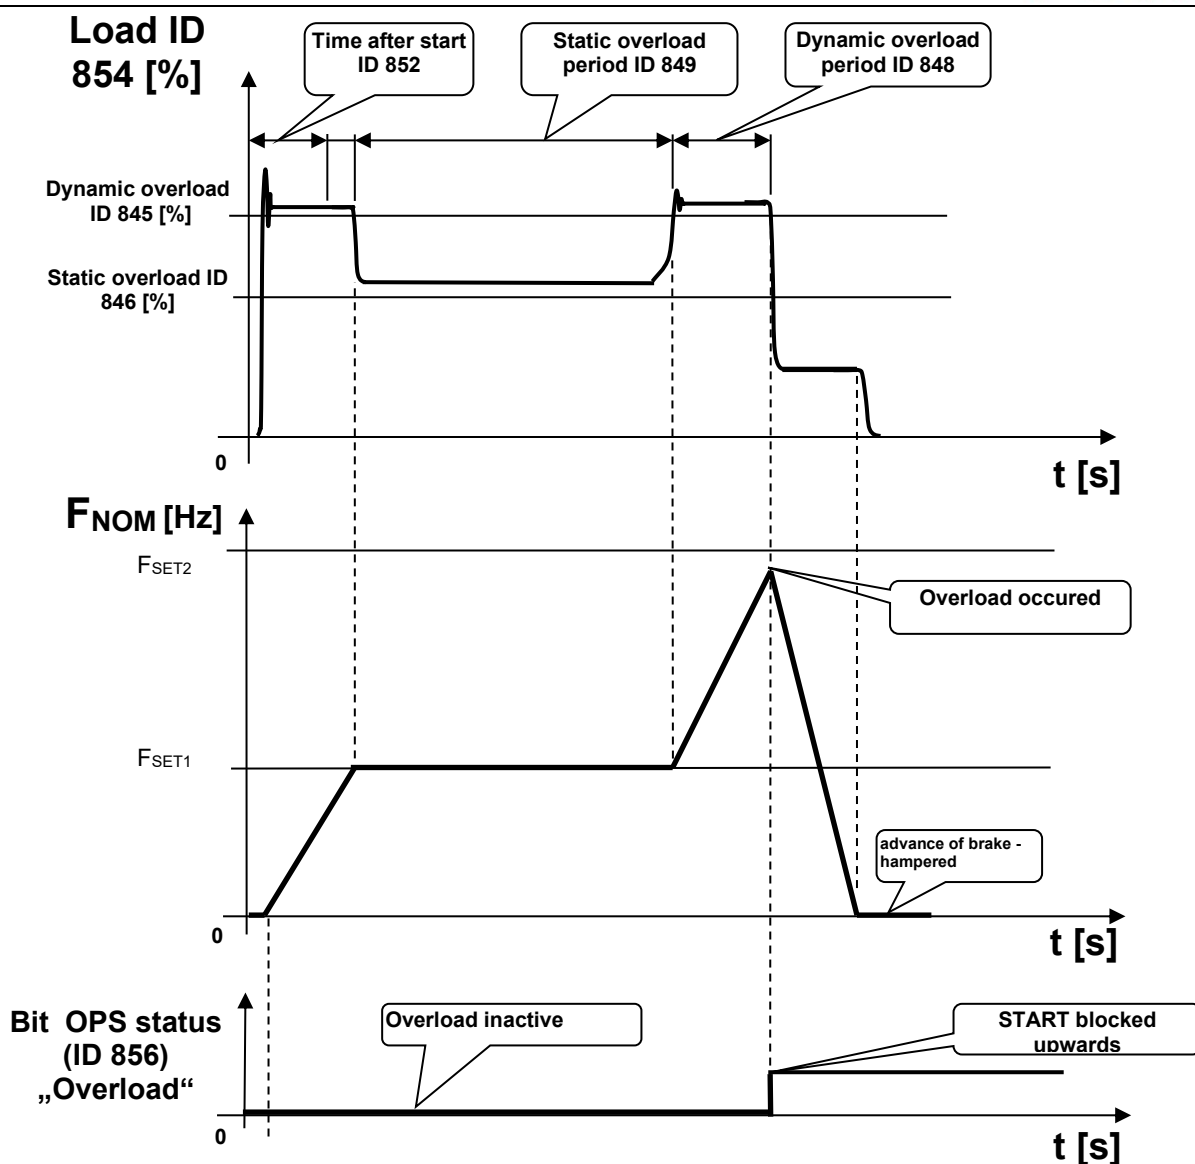 Load ID
854 [%]
Time after start
ID 852
Static overload
period ID 849
Dynamic overload
period ID 848
Dynamic overload
ID 845 [%]
Static overload ID
846 [%]
0
t [s]
FNOM [Hz]
FSET2
Overload occured
FSET1
advance of brake -
hampered
0
t [s]
Bit OPS status
(ID 856)
„Overload“
Overload inactive
START blocked
upwards
0
t [s]